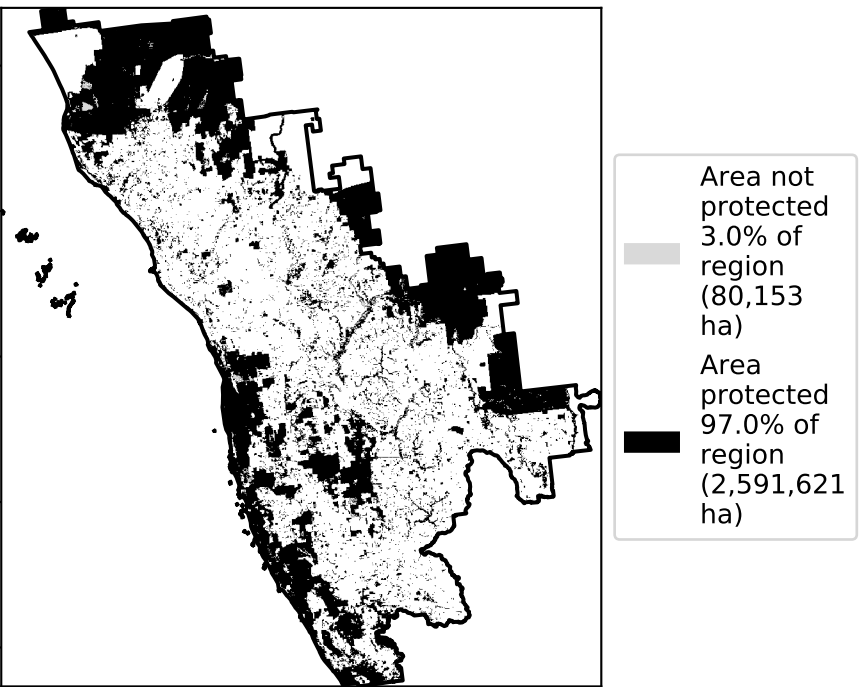 Area not
protected
3.0% of
region
(80,153
ha)
Area
protected
97.0% of
region
(2,591,621
ha)